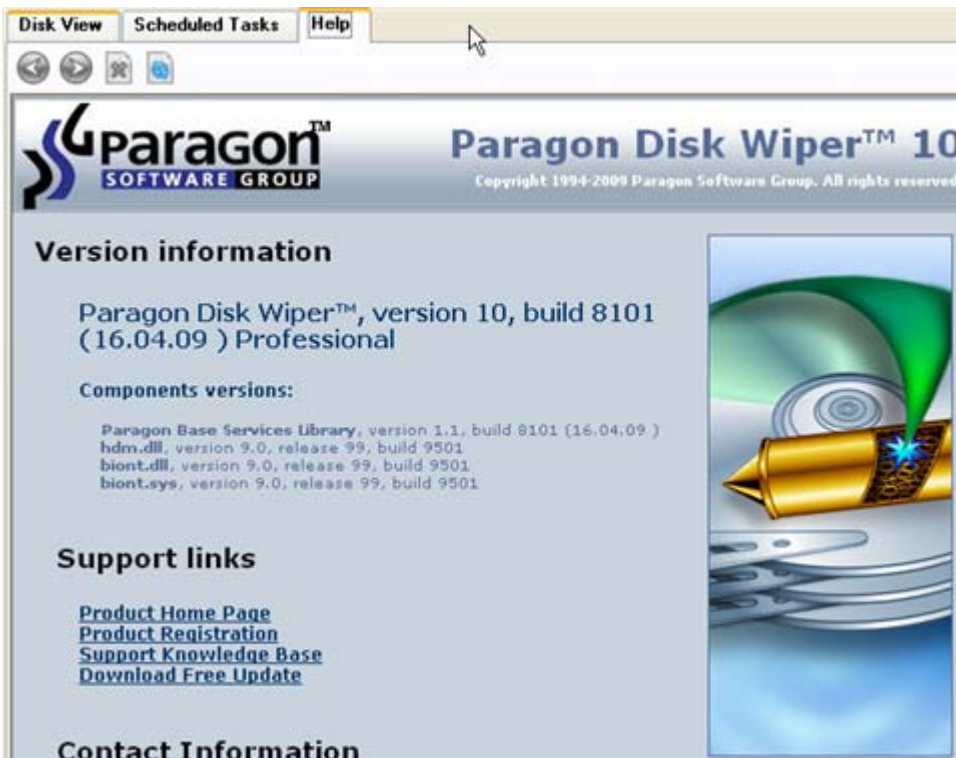 Disk View Scheduled Tasks Help
Paragon™
SOFTWARE GROUP
Paragon Disk Wiper™ 10
Copyright 1994-2009 Paragon Software Group. All rights reserved
Version information
Paragon Disk Wiper™, version 10, build 8101
(16.04.09 ) Professional
Components versions:
Paragon Base Services Library, version 1.1, build 8101 (16.04.09 )
hdm.dll, version 9.0, release 99, build 9501
biont.dll, version 9.0, release 99, build 9501
biont.sys, version 9.0, release 99, build 9501
Support links
Product Home Page
Product Registration
Support Knowledge Base
Download Free Update
Contact Information